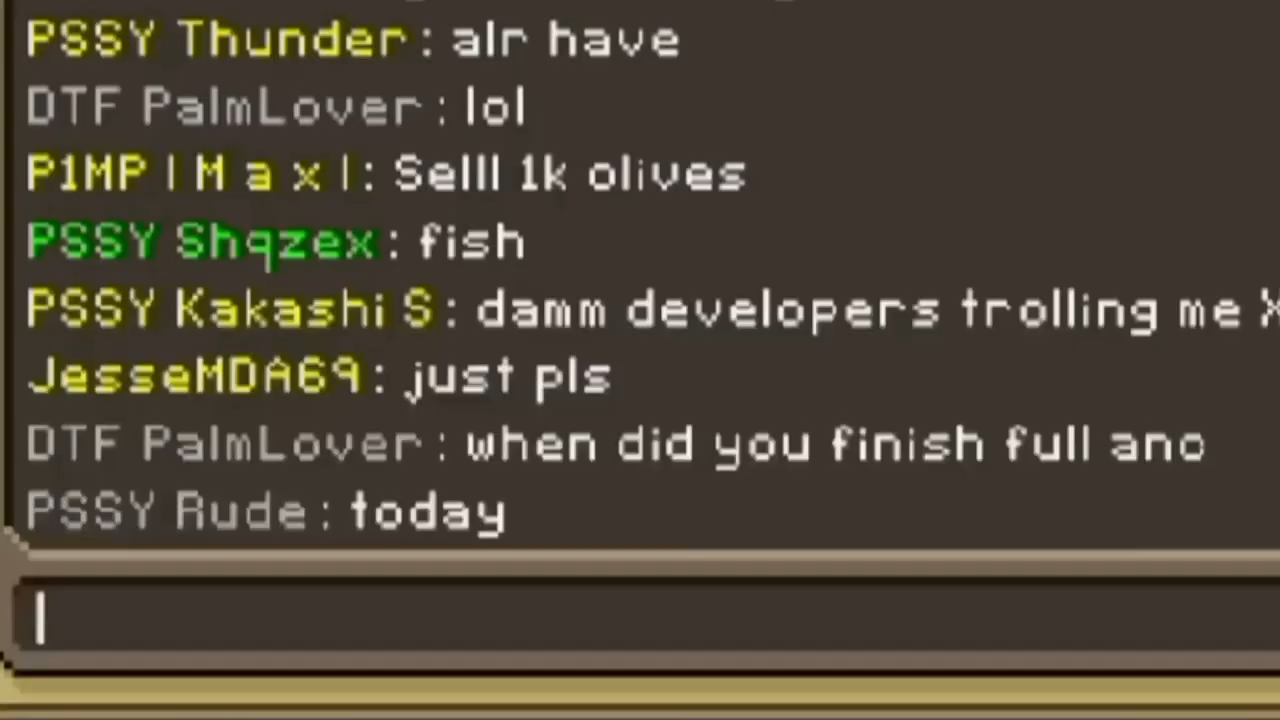 PSSY Thunder: alr have
DTF PalmLover: lol
P1MP | M a x |: Selll 1k olives
PSSY Shqzex: fish
PSSY Kakashi S: damm developers trolling me X
JesseMDA69: just pls
DTF PalmLover: when did you finish full ano
PSSY Rude: today